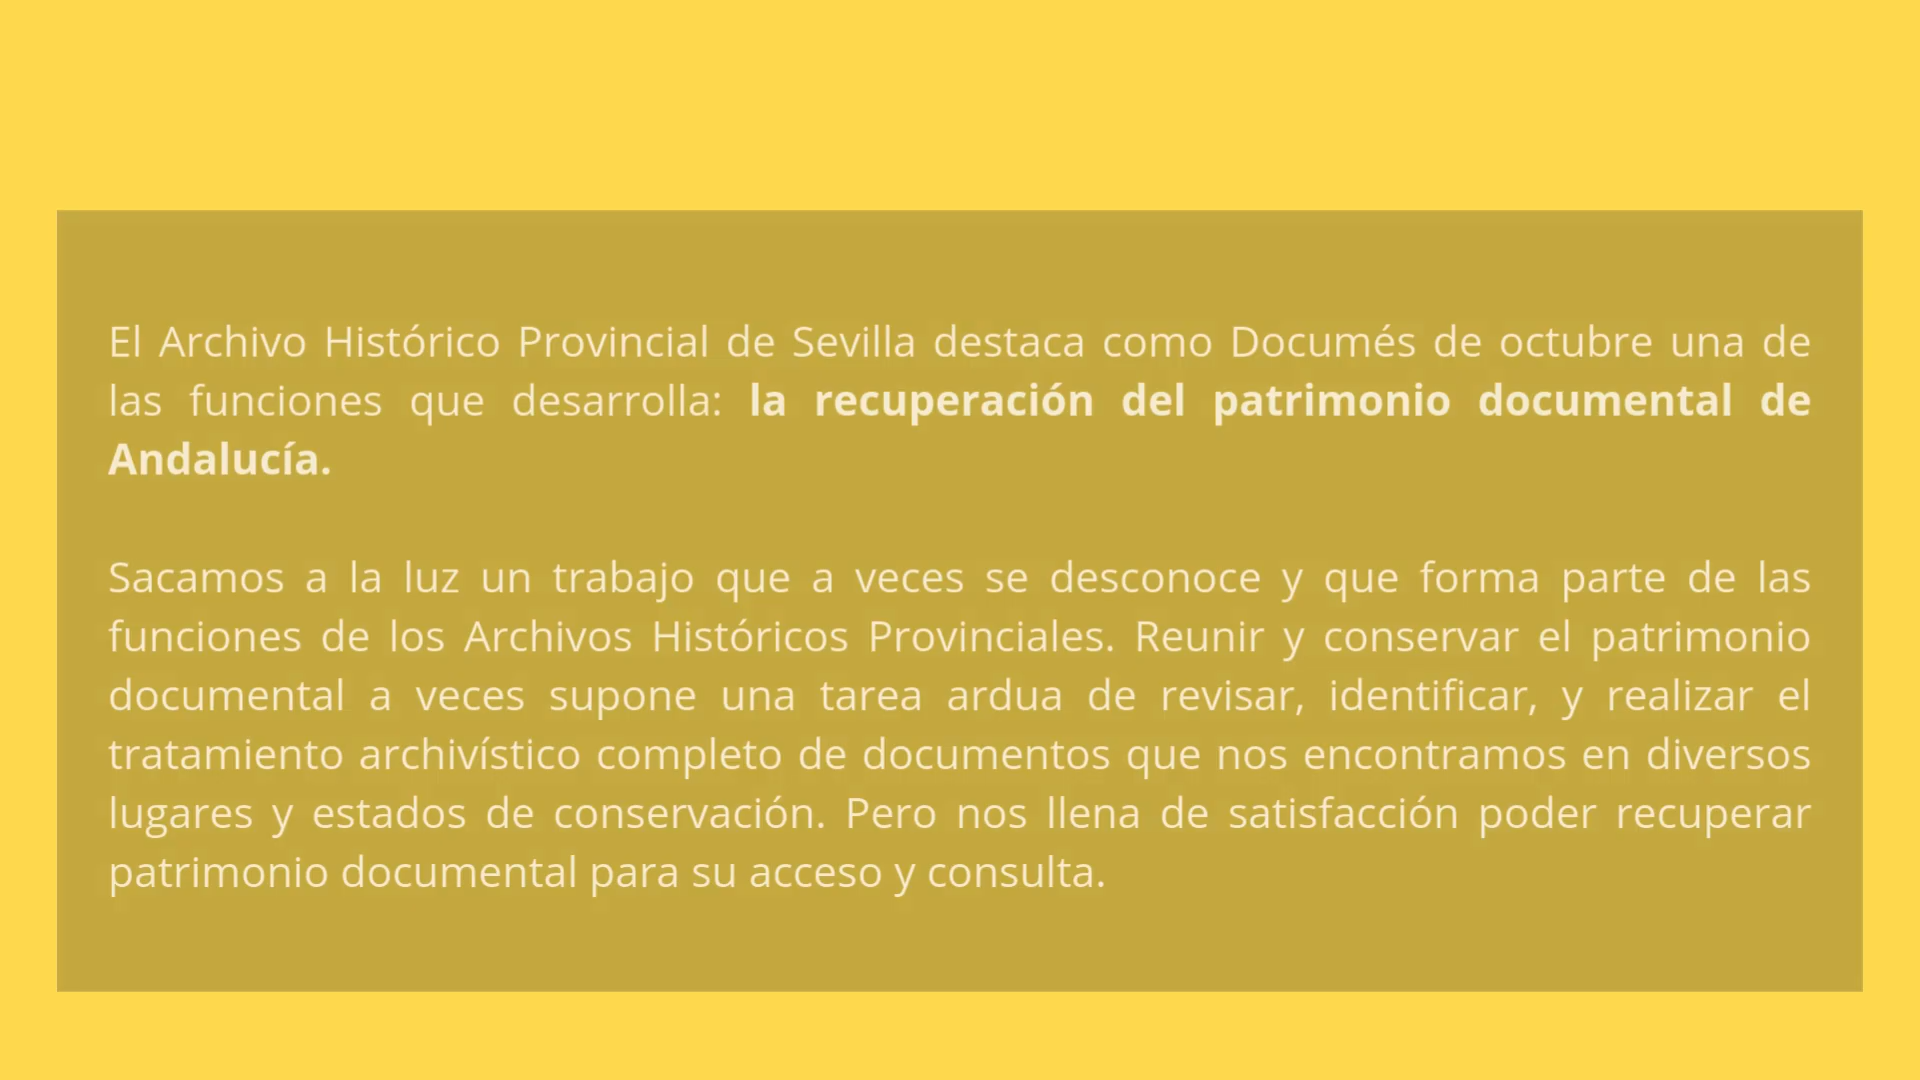 El Archivo Histórico Provincial de Sevilla destaca como Documés de octubre una de
las funciones que desarrolla: la recuperación del patrimonio documental de
Andalucía.
Sacamos a la luz un trabajo que a veces se desconoce y que forma parte de las
funciones de los Archivos Históricos Provinciales. Reunir y conservar el patrimonio
documental a veces supone una tarea ardua de revisar, identificar, y realizar el
tratamiento archivístico completo de documentos que nos encontramos en diversos
lugares y estados de conservación. Pero nos llena de satisfacción poder recuperar
patrimonio documental para su acceso y consulta.